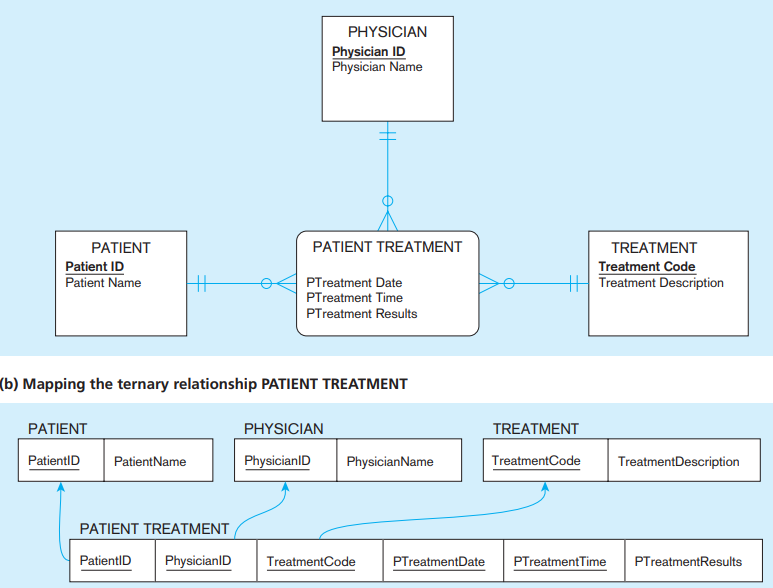 PHYSICIAN
Physician ID
Physician Name
PATIENT
Patient ID
Patient Name
PATIENT TREATMENT
PTreatment Date
PTreatment Time
PTreatment Results
TREATMENT
Treatment Code
Treatment Description
(b) Mapping the ternary relationship PATIENT TREATMENT
PATIENT
PatientID PatientName
PHYSICIAN
PhysicianID PhysicianName
TREATMENT
TreatmentCode TreatmentDescription
PATIENT TREATMENT
PatientID PhysicianID TreatmentCode PTreatmentDate PTreatmentTime PTreatmentResults